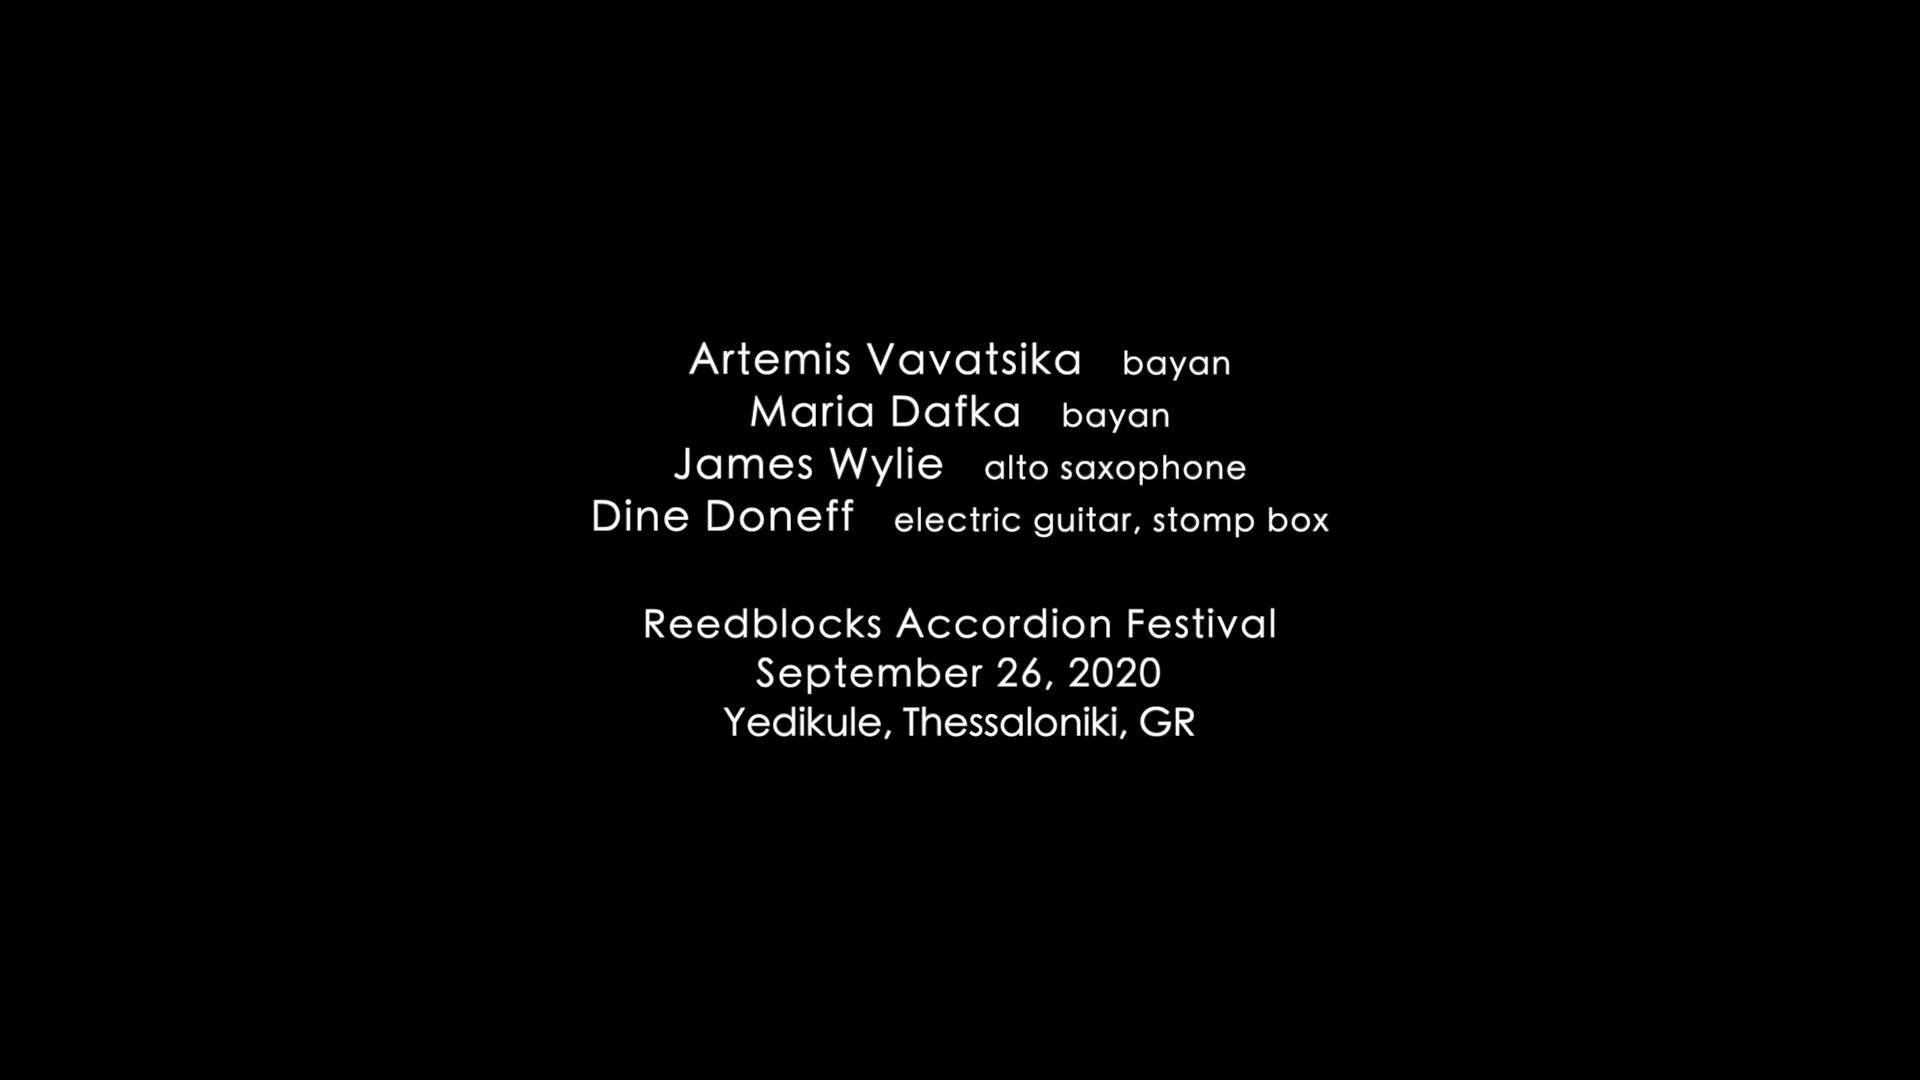 Artemis Vavatsika bayan
Maria Dafka bayan
James Wylie alto saxophone
Dine Doneff electric guitar, stomp box
Reedblocks Accordion Festival
September 26, 2020
Yedikule, Thessaloniki, GR